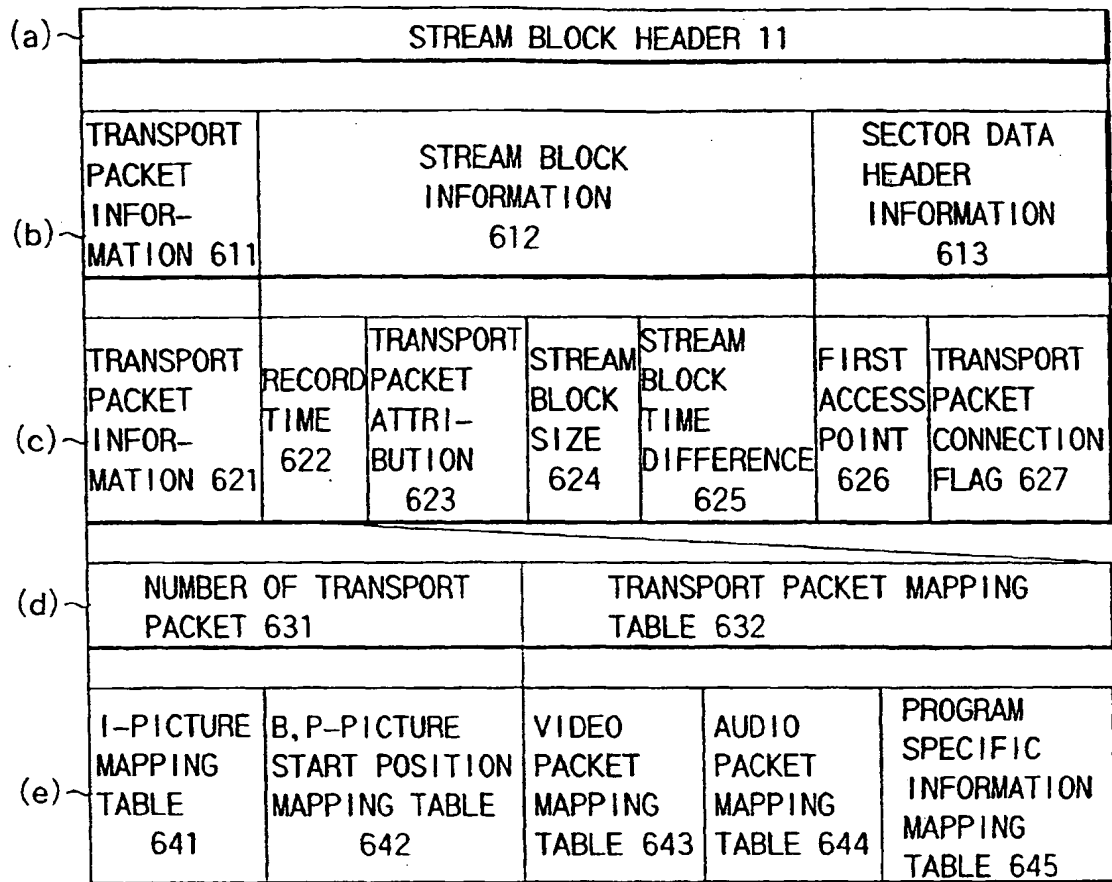 (a)
STREAM BLOCK HEADER 11
(b)
TRANSPORT
PACKET
INFOR-
MATION 611
STREAM BLOCK
INFORMATION
612
SECTOR DATA
HEADER
INFORMATION
613
(c)
TRANSPORT
PACKET
INFOR-
MATION 621
RECORD
TIME
622
TRANSPORT
PACKET
ATTRI-
BUTION
623
STREAM
BLOCK
SIZE
624
STREAM
BLOCK
TIME
DIFFERENCE
625
FIRST
ACCESS
POINT
626
TRANSPORT
PACKET
CONNECTION
FLAG 627
(d)
NUMBER OF TRANSPORT
PACKET 631
TRANSPORT PACKET MAPPING
TABLE 632
(e)
I-PICTURE
MAPPING
TABLE
641
B,P-PICTURE
START POSITION
MAPPING TABLE
642
VIDEO
PACKET
MAPPING
TABLE 643
AUDIO
PACKET
MAPPING
TABLE 644
PROGRAM
SPECIFIC
INFORMATION
MAPPING
TABLE 645